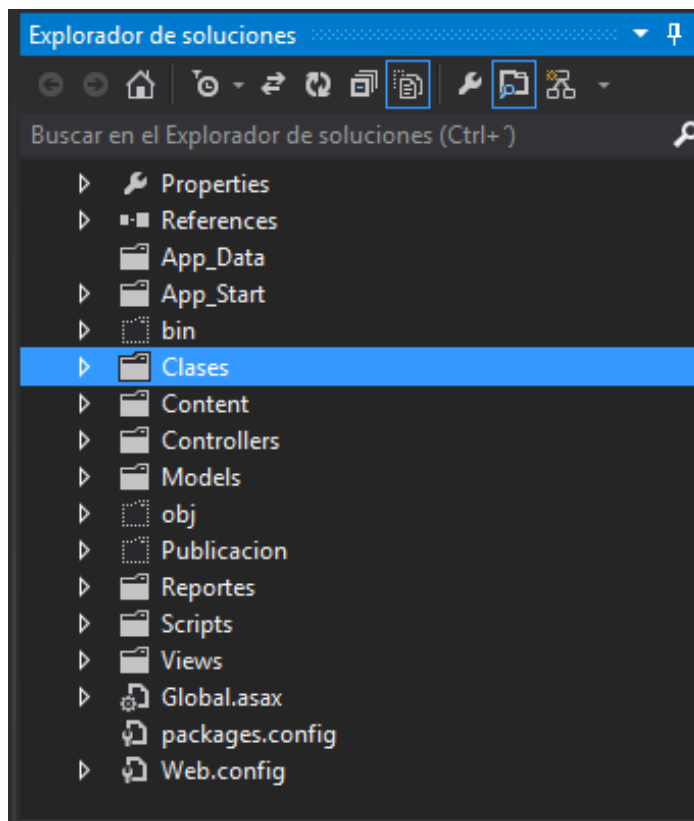 Explorador de soluciones
Buscar en el Explorador de soluciones (Ctrl+´)
Properties
References
App_Data
App_Start
bin
Clases
Content
Controllers
Models
obj
Publicacion
Reportes
Scripts
Views
Global.asax
packages.config
Web.config